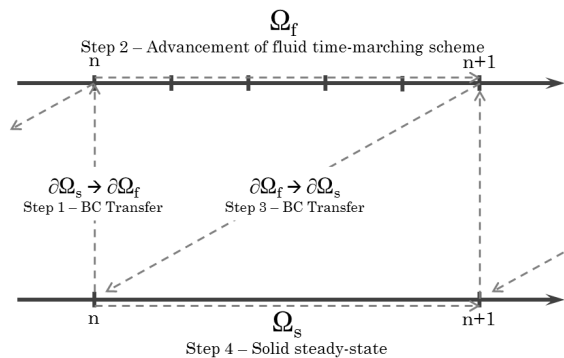 Ωf
Step 2 – Advancement of fluid time-marching scheme
n n+1
∂Ωs → ∂Ωf ∂Ωf → ∂Ωs
Step 1 – BC Transfer Step 3 – BC Transfer
n Ωs n+1
Step 4 – Solid steady-state